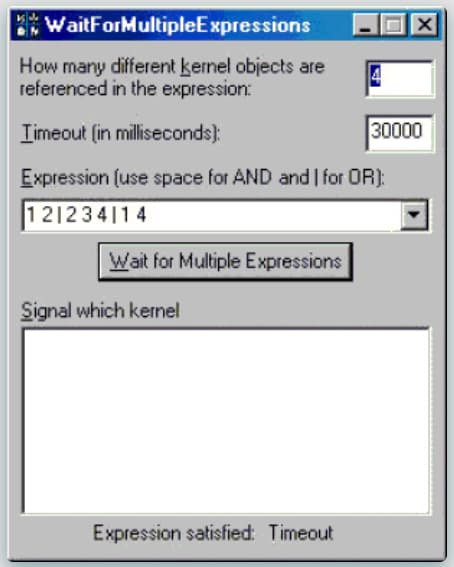 WaitForMultipleExpressions
How many different kernel objects are
referenced in the expression:
4
Timeout (in milliseconds):
30000
Expression (use space for AND and | for OR):
1 2|2 3 4|1 4
Wait for Multiple Expressions
Signal which kernel
Expression satisfied: Timeout